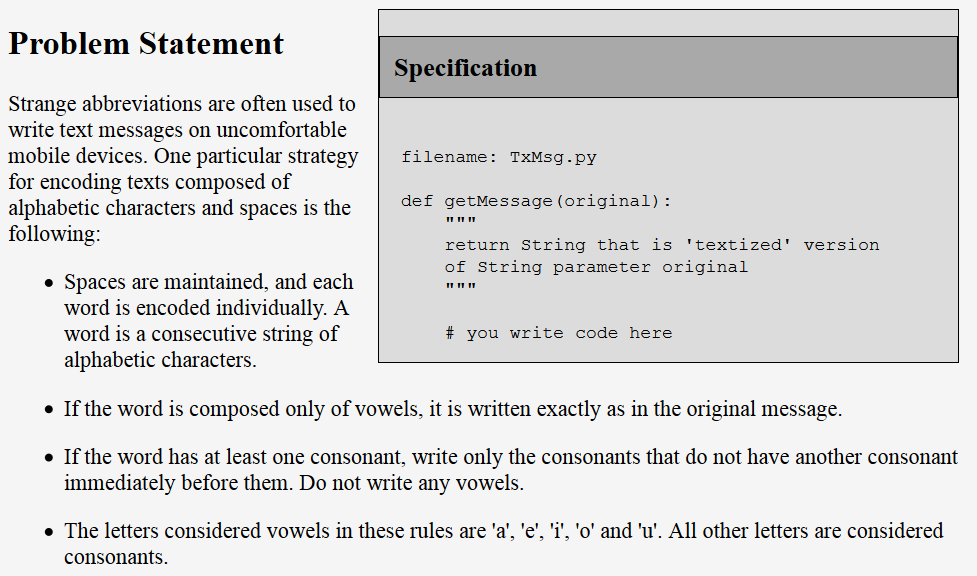 Problem Statement
Strange abbreviations are often used to
write text messages on uncomfortable
mobile devices. One particular strategy
for encoding texts composed of
alphabetic characters and spaces is the
following:
Specification
filename: TxMsg.py
def getMessage(original):
    """
    return String that is 'textized' version
    of String parameter original
    """
    # you write code here
• Spaces are maintained, and each
word is encoded individually. A
word is a consecutive string of
alphabetic characters.
• If the word is composed only of vowels, it is written exactly as in the original message.
• If the word has at least one consonant, write only the consonants that do not have another consonant
immediately before them. Do not write any vowels.
• The letters considered vowels in these rules are 'a', 'e', 'i', 'o' and 'u'. All other letters are considered
consonants.